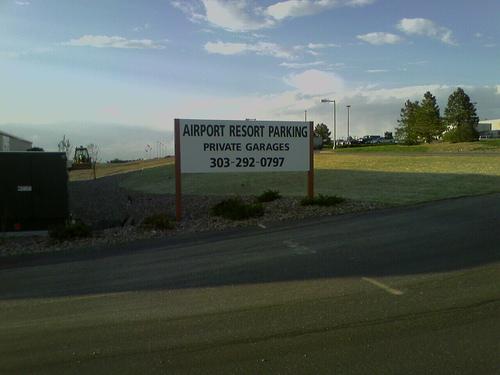 AIRPORT RESORT PARKING
PRIVATE GARAGES
303-292-0797